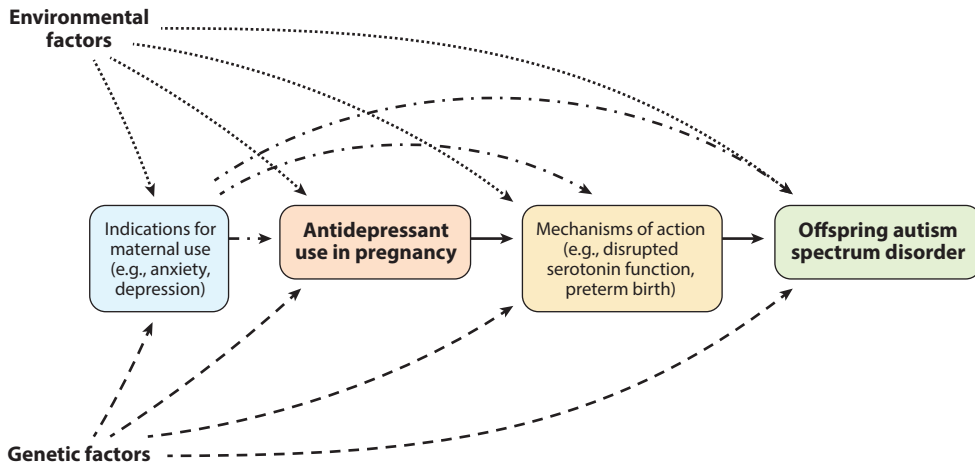 Environmental
factors
Indications for
maternal use
(e.g., anxiety,
depression)
Antidepressant
use in pregnancy
Mechanisms of action
(e.g., disrupted
serotonin function,
preterm birth)
Offspring autism
spectrum disorder
Genetic factors